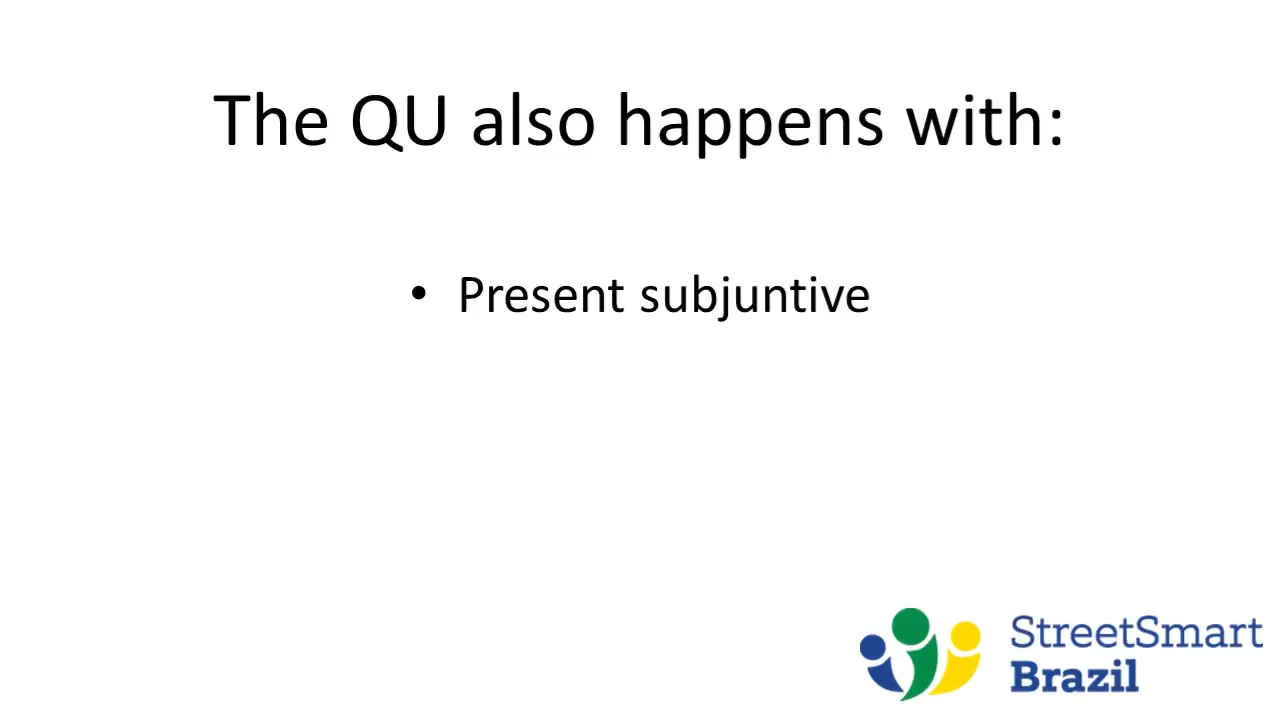 The QU also happens with:
• Present subjuntive
StreetSmart
Brazil